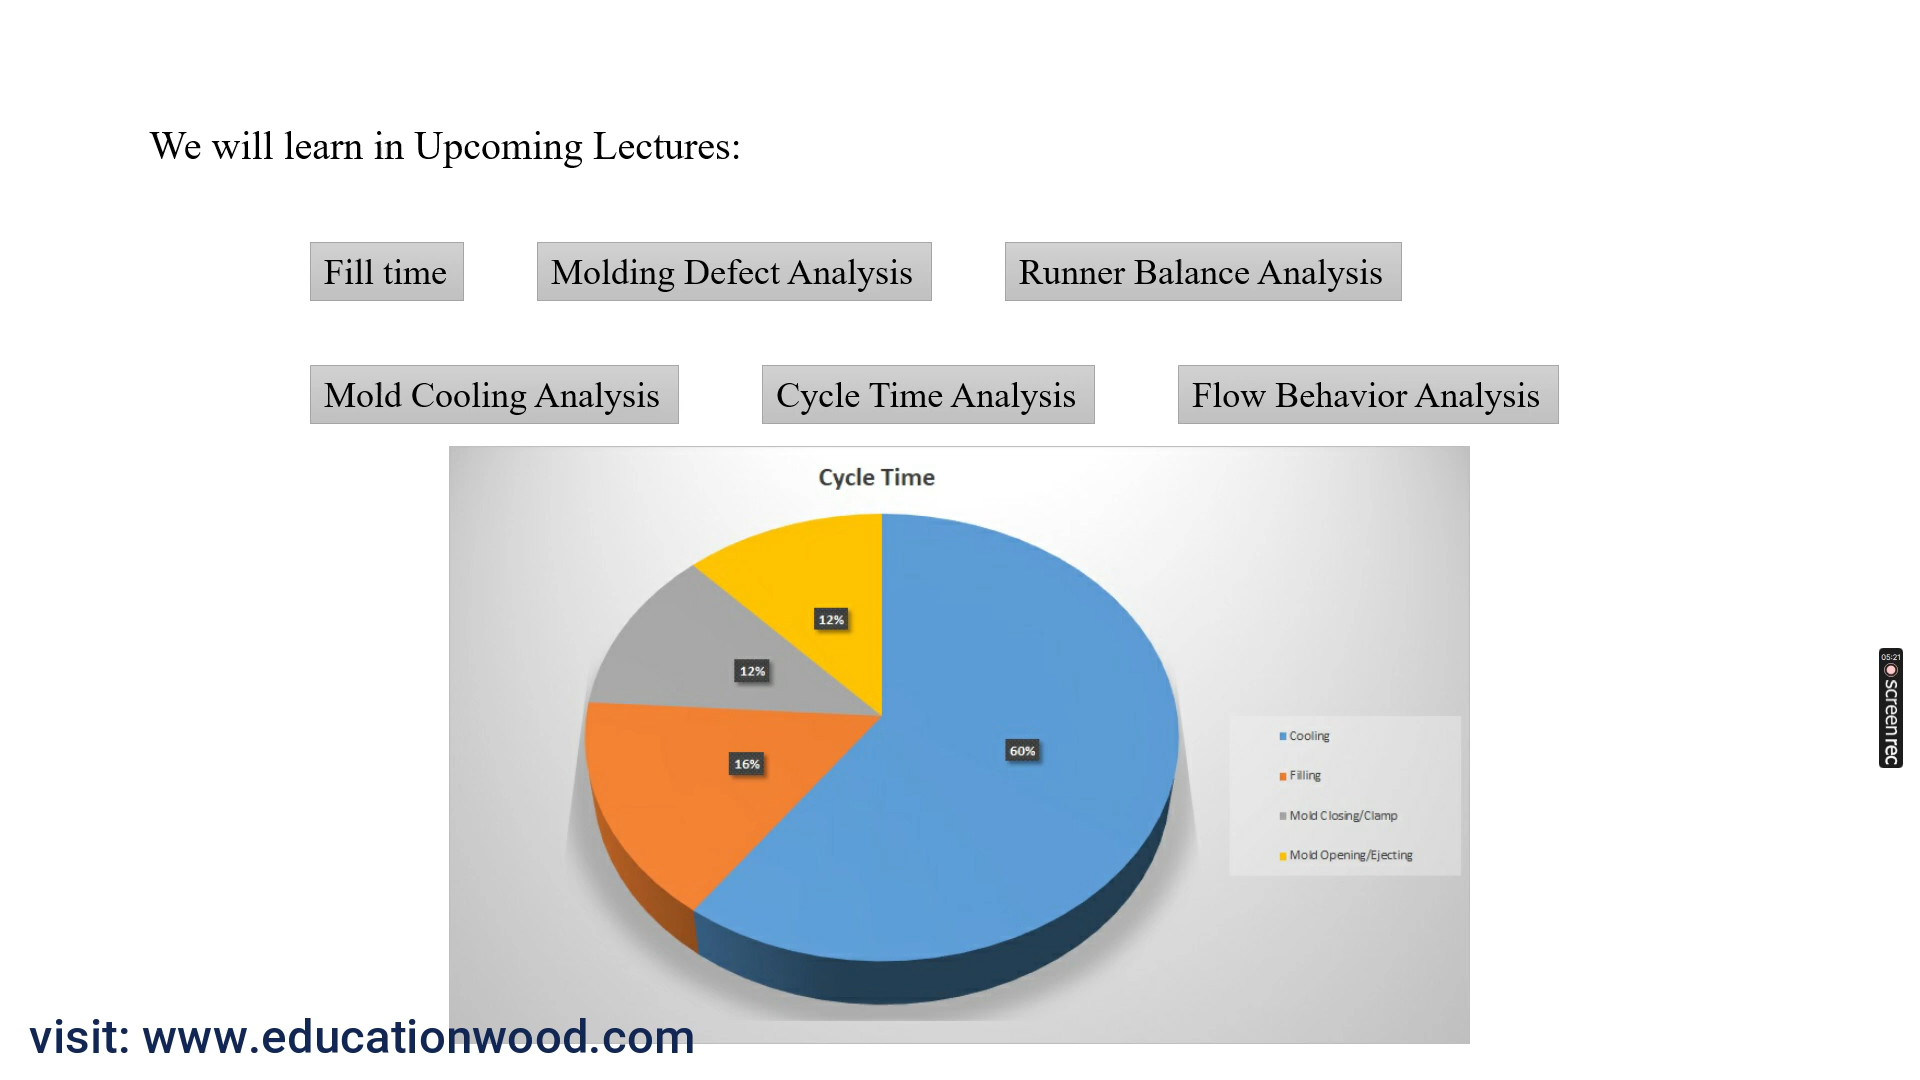 We will learn in Upcoming Lectures:
Fill time
Molding Defect Analysis
Runner Balance Analysis
Mold Cooling Analysis
Cycle Time Analysis
Flow Behavior Analysis
Cycle Time
12%
12%
16%
60%
Cooling
Filling
Mold Closing/Clamp
Mold Opening/Ejecting
05:21
screenrec
visit: www.educationwood.com